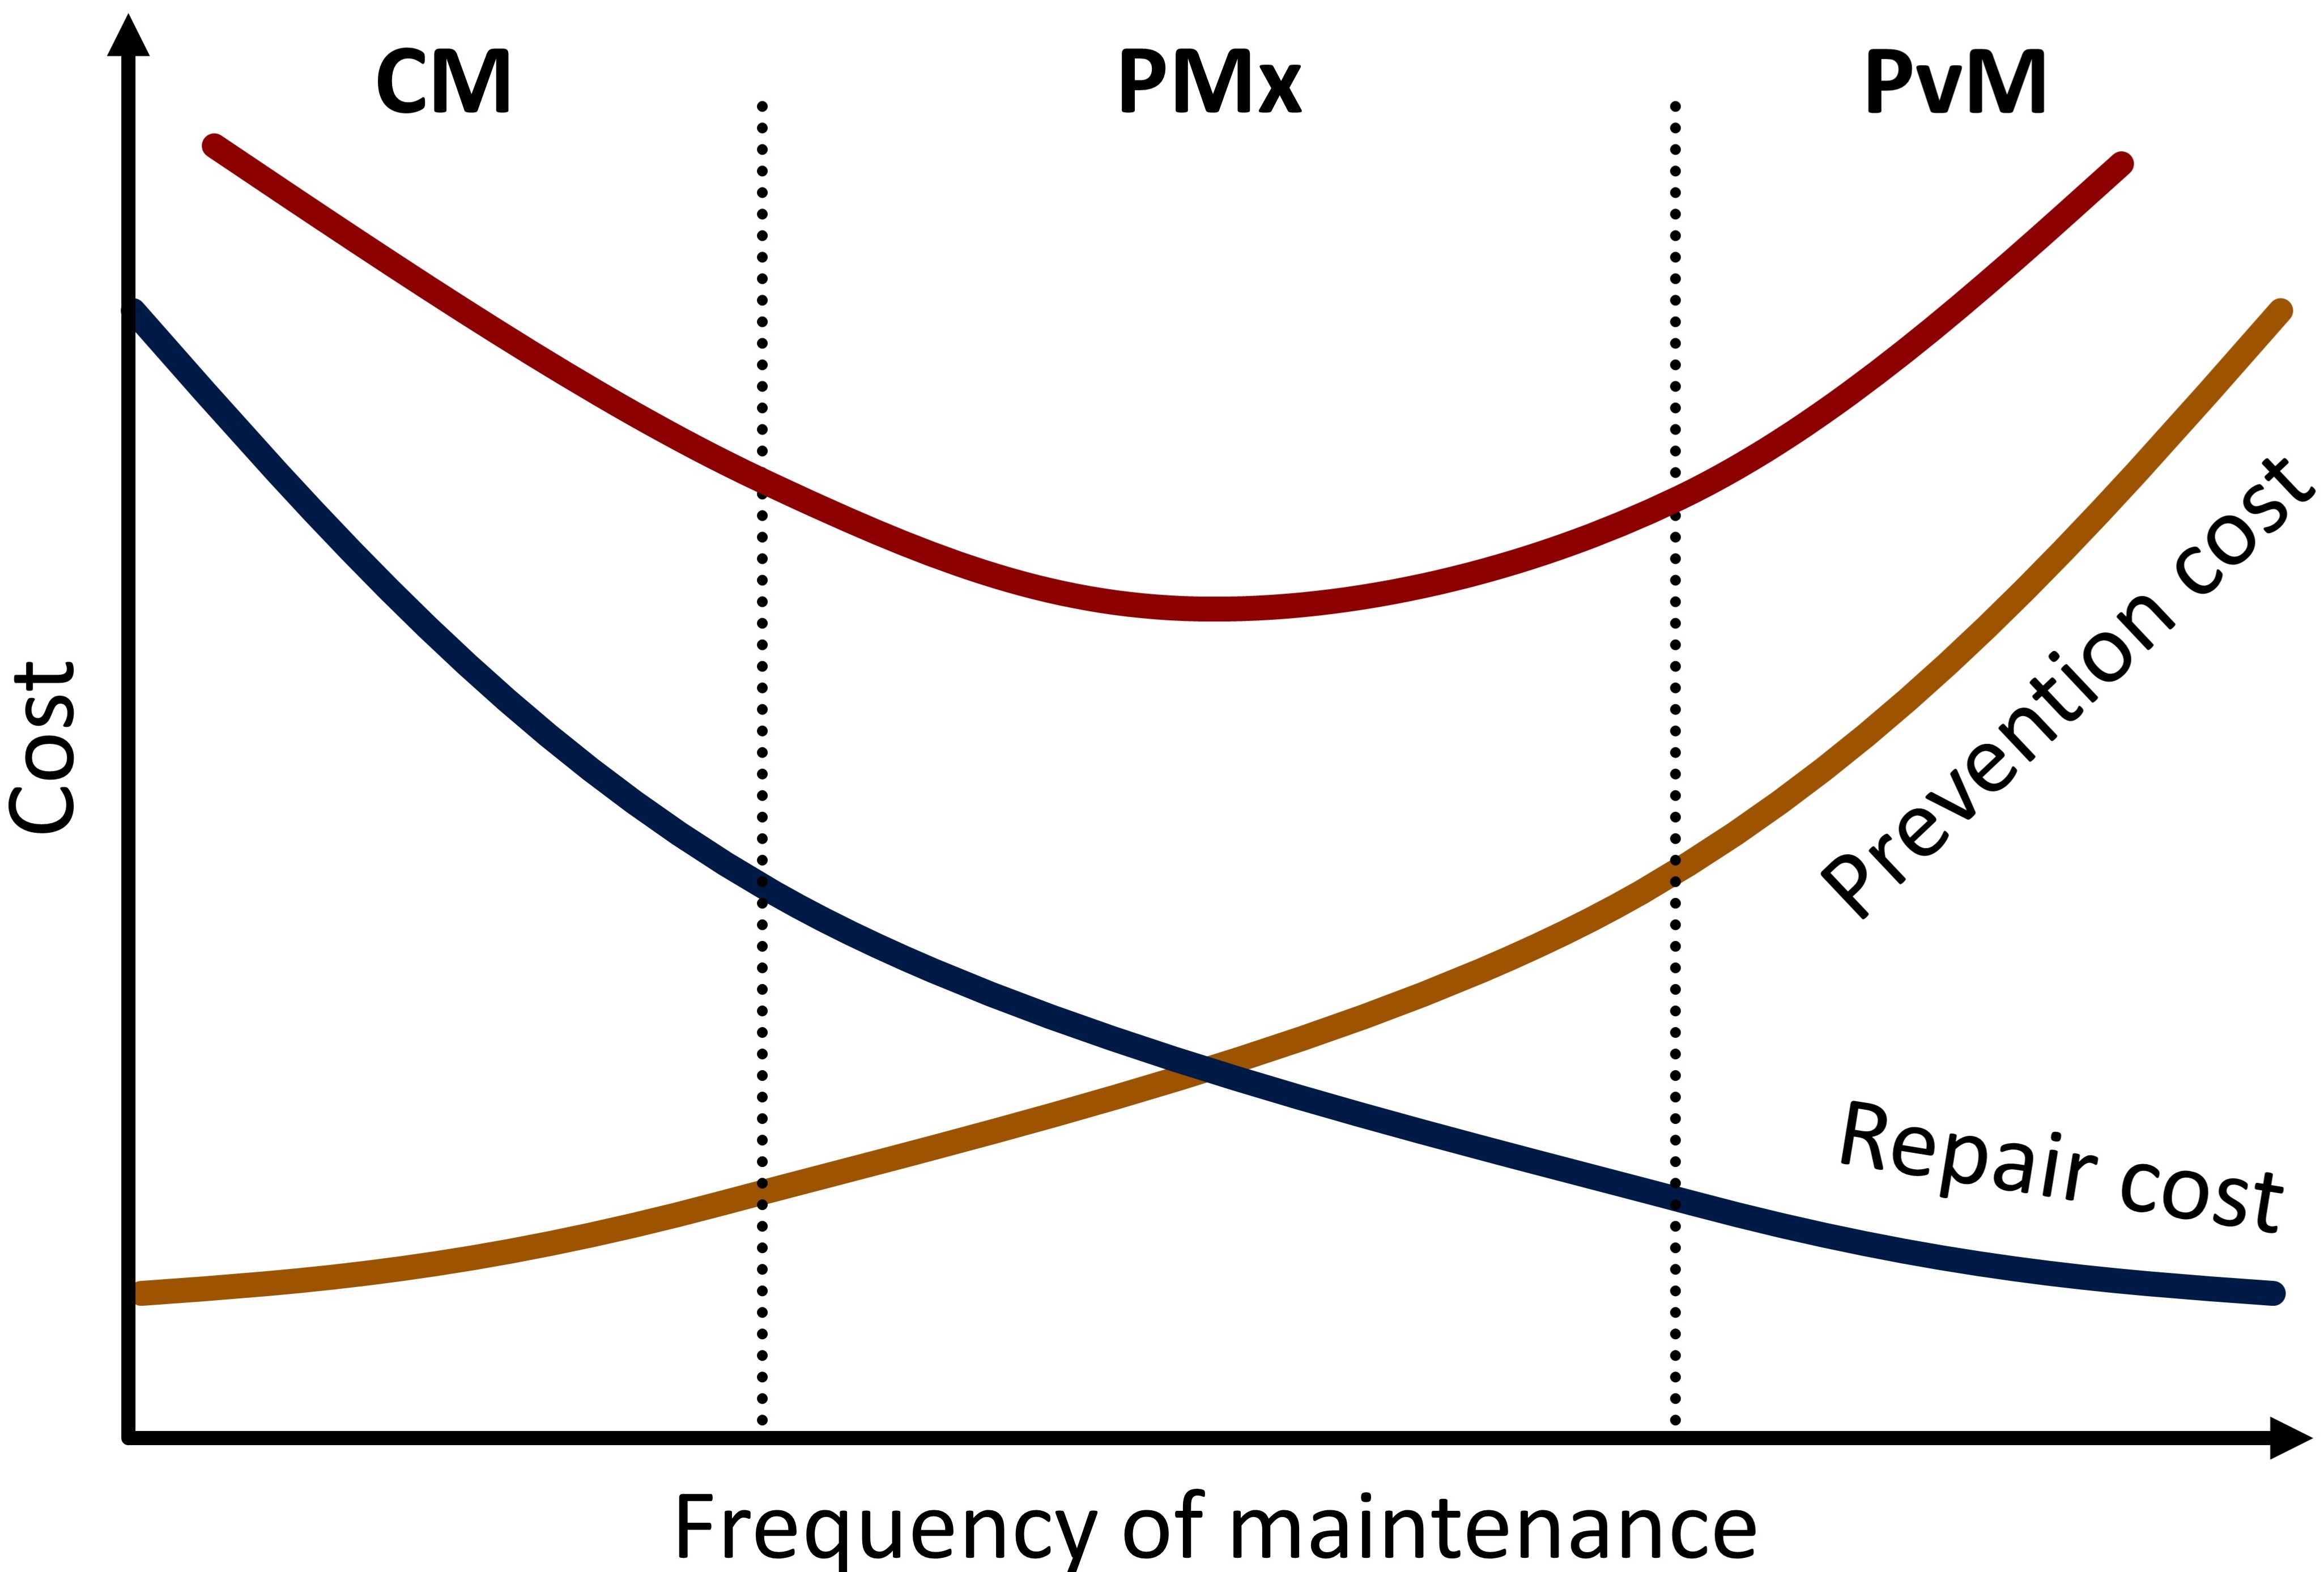 CM
PMx
PvM
Cost
Prevention cost
Repair cost
Frequency of maintenance